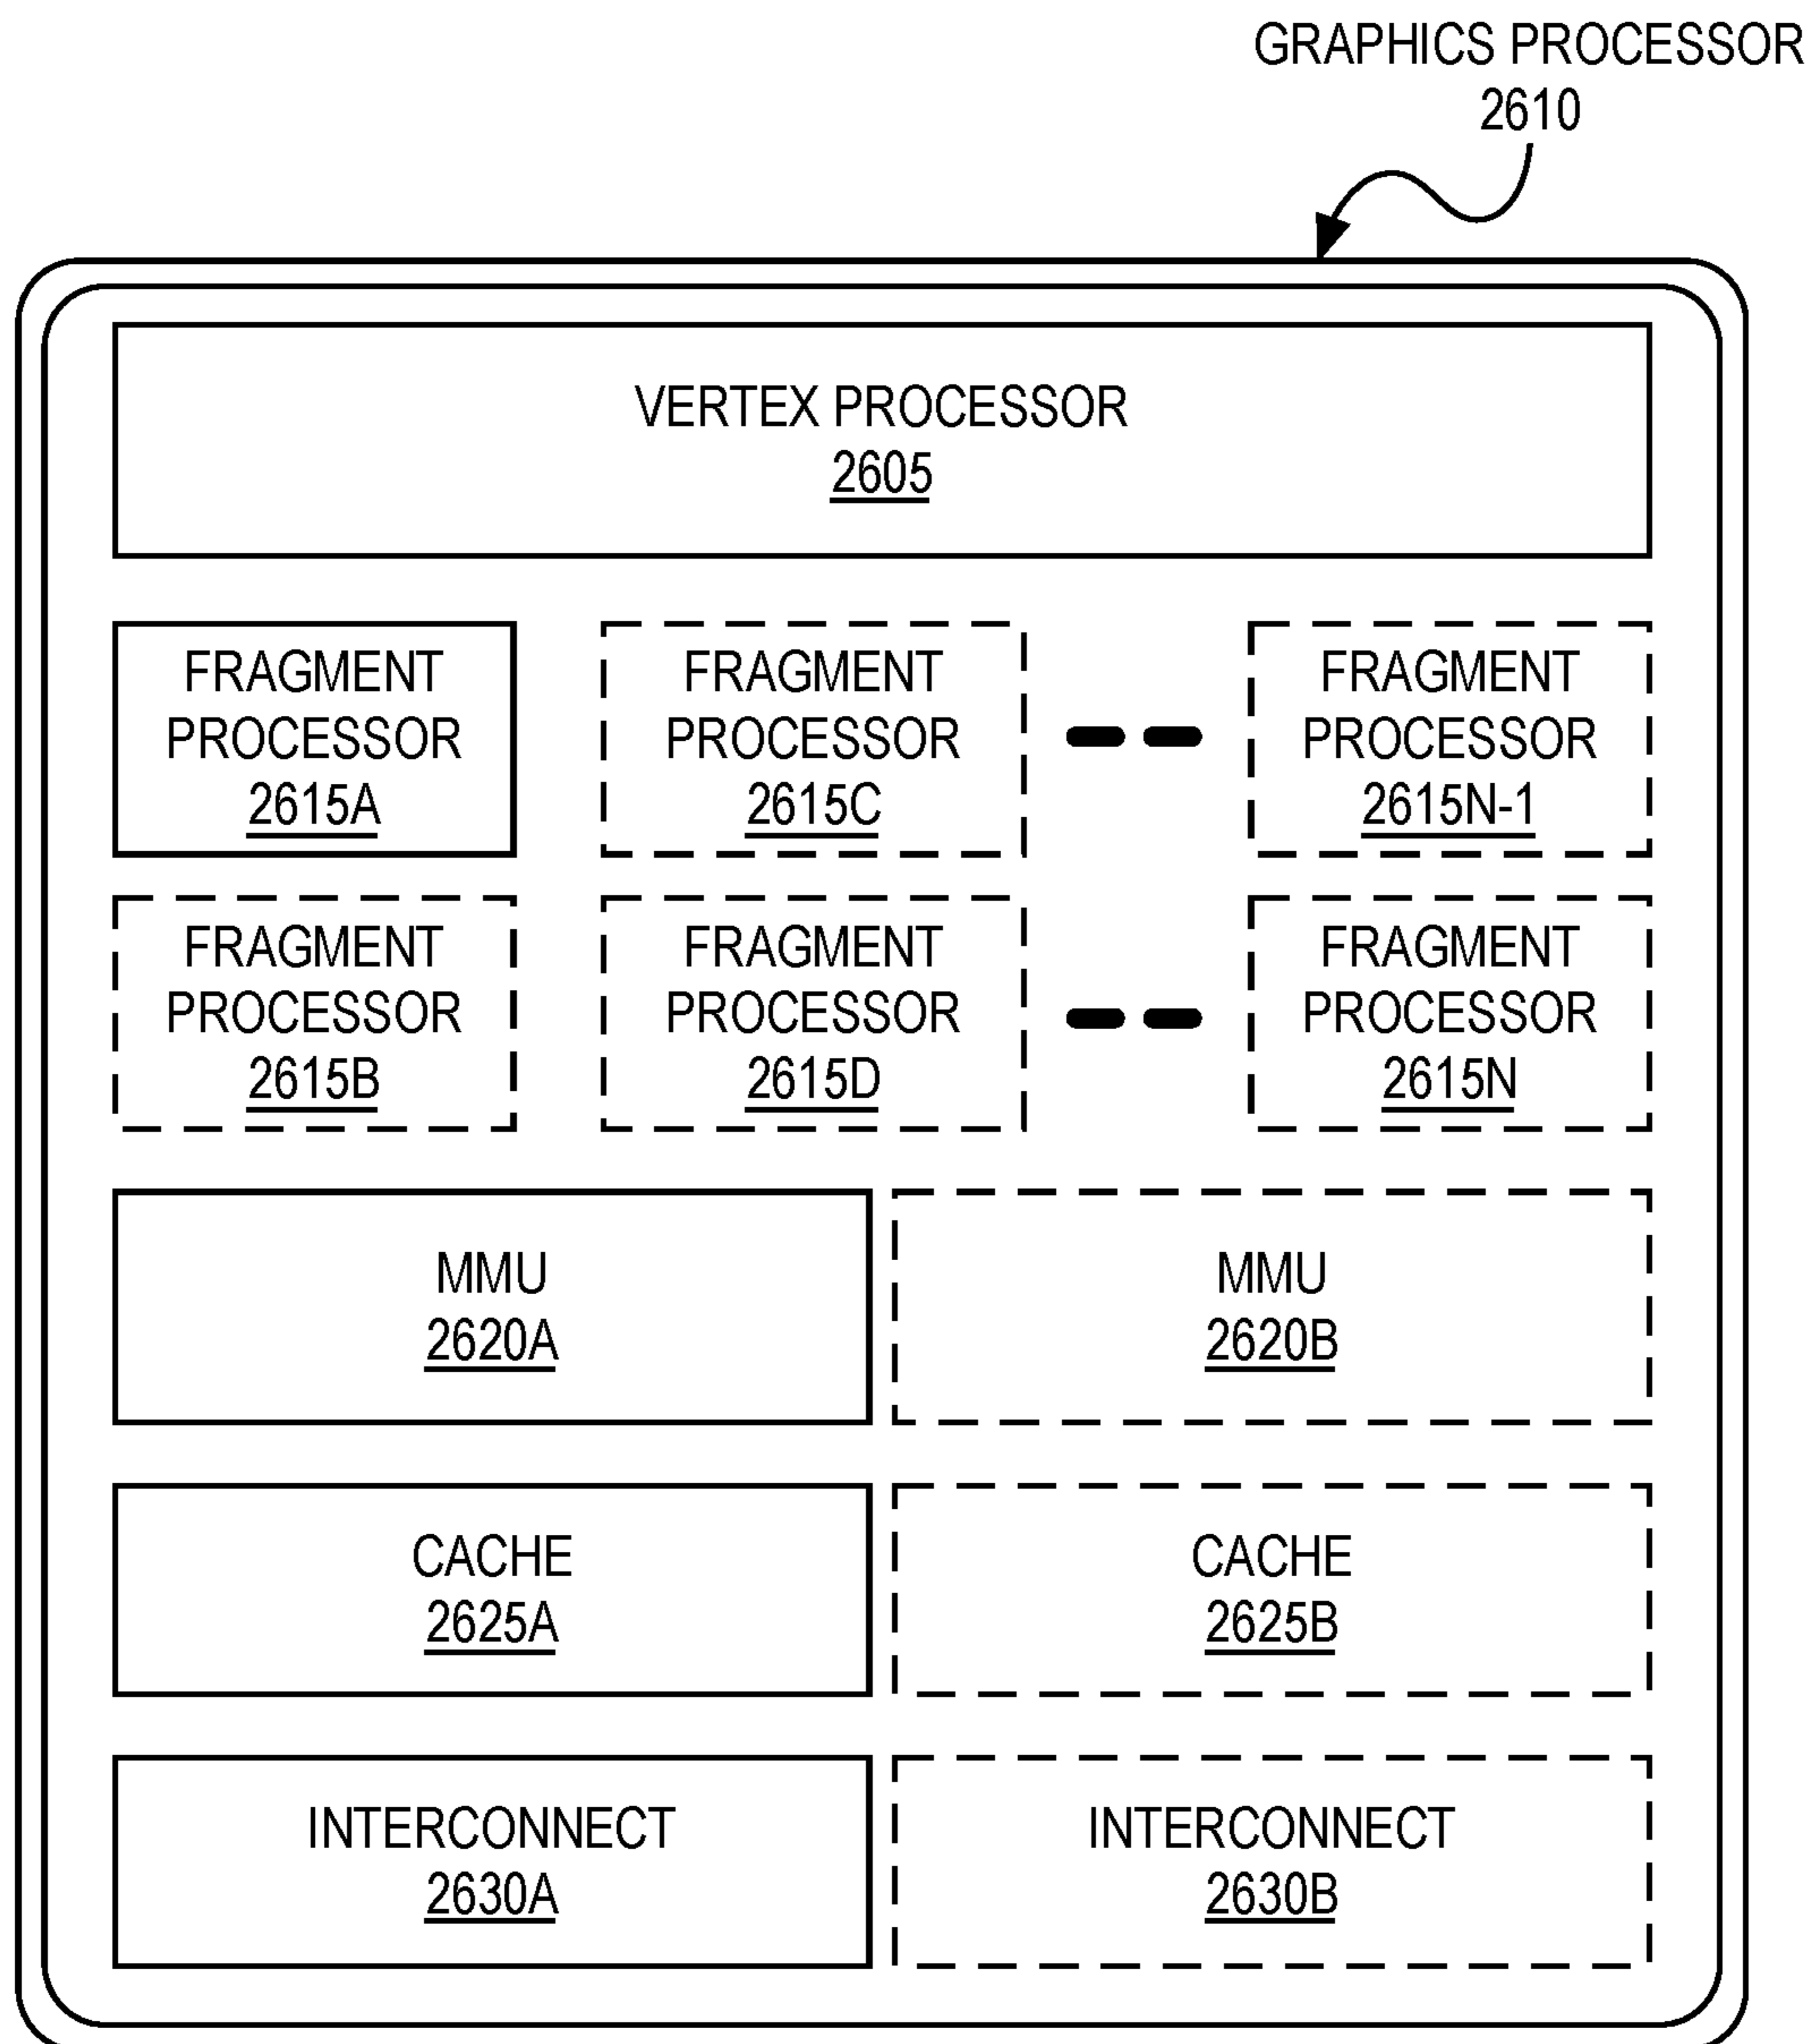 GRAPHICS PROCESSOR
2610
VERTEX PROCESSOR
2605
FRAGMENT
PROCESSOR
2615A
FRAGMENT
PROCESSOR
2615C
FRAGMENT
PROCESSOR
2615N-1
FRAGMENT
PROCESSOR
2615B
FRAGMENT
PROCESSOR
2615D
FRAGMENT
PROCESSOR
2615N
MMU
2620A
MMU
2620B
CACHE
2625A
CACHE
2625B
INTERCONNECT
2630A
INTERCONNECT
2630B